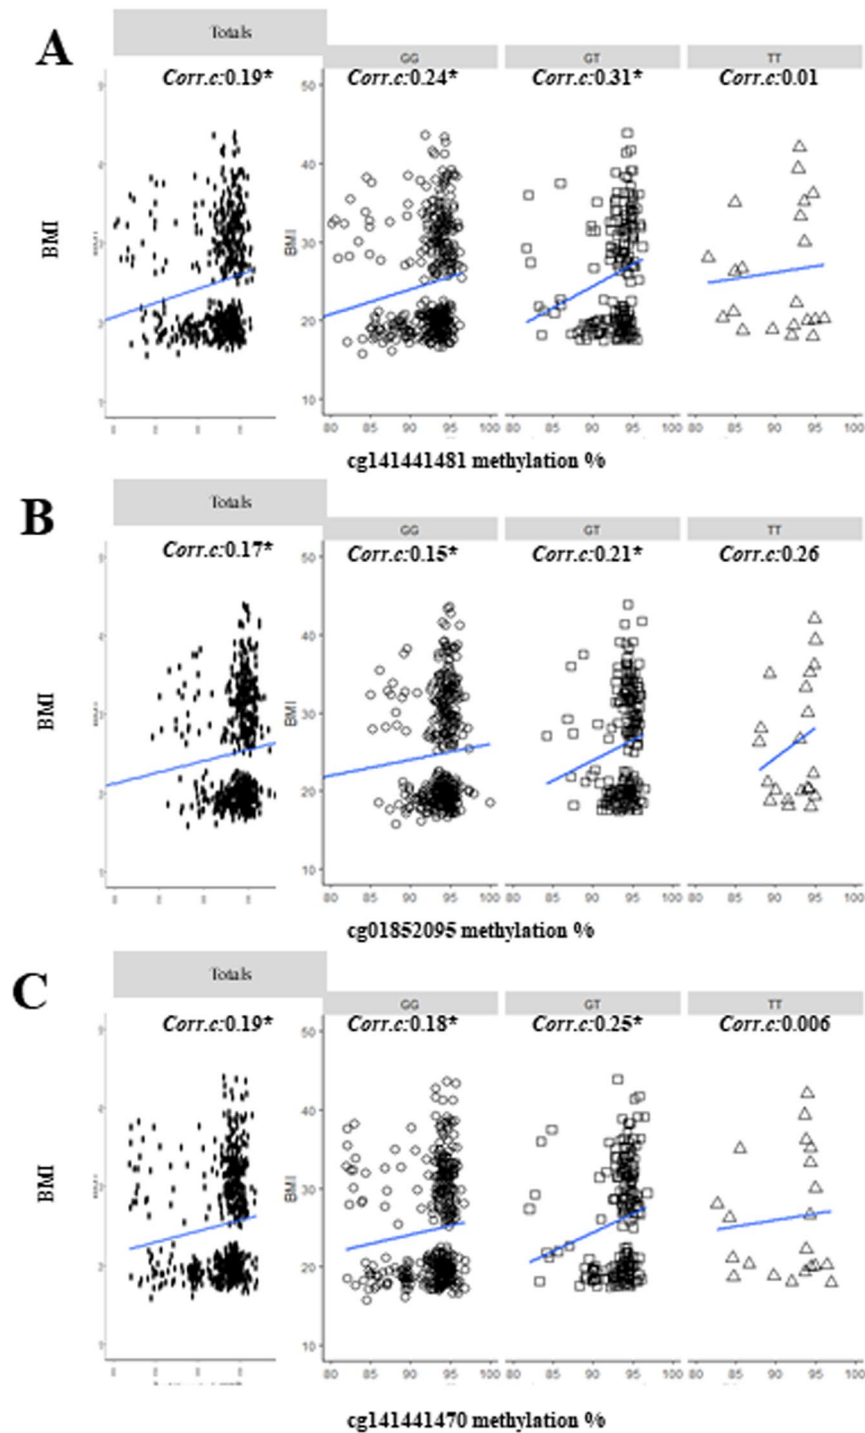 A
Totals
GG
GT
TT
Corr.c:0.19*
Corr.c:0.24*
Corr.c:0.31*
Corr.c:0.01
BMI
BMI
50
40
30
20
10
80 85 90 95 100
80 85 90 95 100
80 85 90 95 100
cg141441481 methylation %
B
Totals
GG
GT
TT
Corr.c:0.17*
Corr.c:0.15*
Corr.c:0.21*
Corr.c:0.26
BMI
BMI
50
40
30
20
10
80 85 90 95 100
80 85 90 95 100
80 85 90 95 100
cg01852095 methylation %
C
Totals
GG
GT
TT
Corr.c:0.19*
Corr.c:0.18*
Corr.c:0.25*
Corr.c:0.006
BMI
BMI
50
40
30
20
10
80 85 90 95 100
80 85 90 95 100
80 85 90 95 100
cg141441470 methylation %